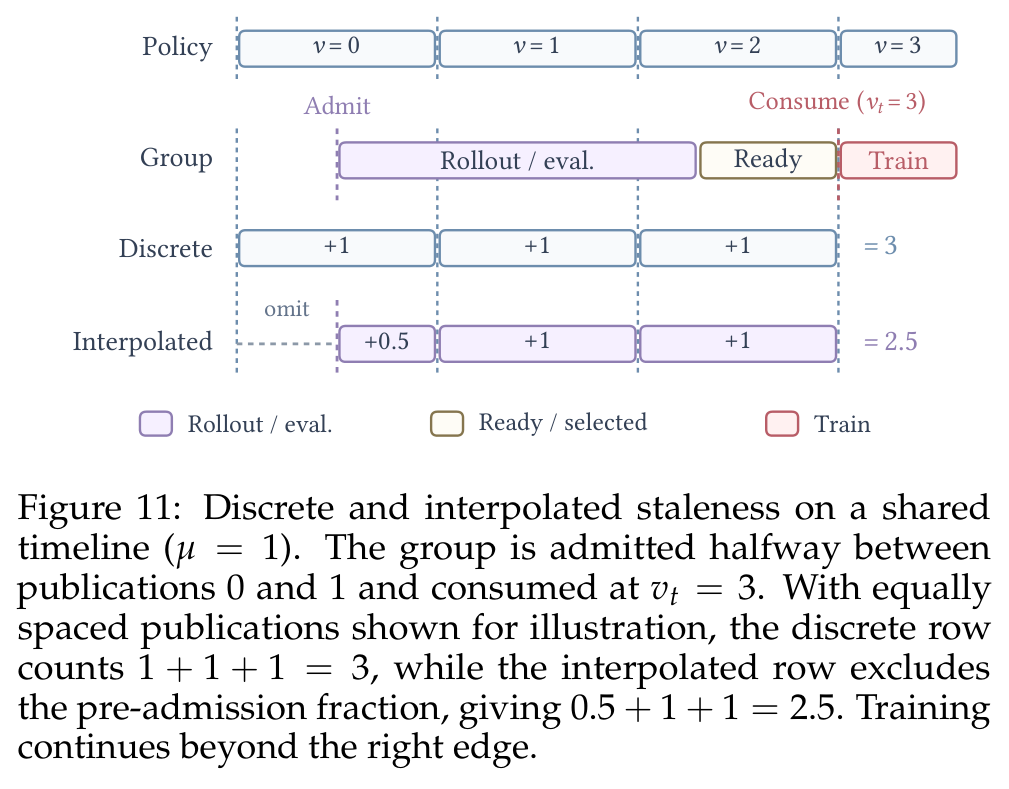 Policy v = 0 v = 1 v = 2 v = 3
Admit Consume (vₜ = 3)
Group Rollout / eval. Ready Train
Discrete +1 +1 +1 = 3
omit
Interpolated +0.5 +1 +1 = 2.5
Rollout / eval. Ready / selected Train
Figure 11: Discrete and interpolated staleness on a shared
timeline (μ = 1). The group is admitted halfway between
publications 0 and 1 and consumed at vₜ = 3. With equally
spaced publications shown for illustration, the discrete row
counts 1 + 1 + 1 = 3, while the interpolated row excludes
the pre-admission fraction, giving 0.5 + 1 + 1 = 2.5. Training
continues beyond the right edge.